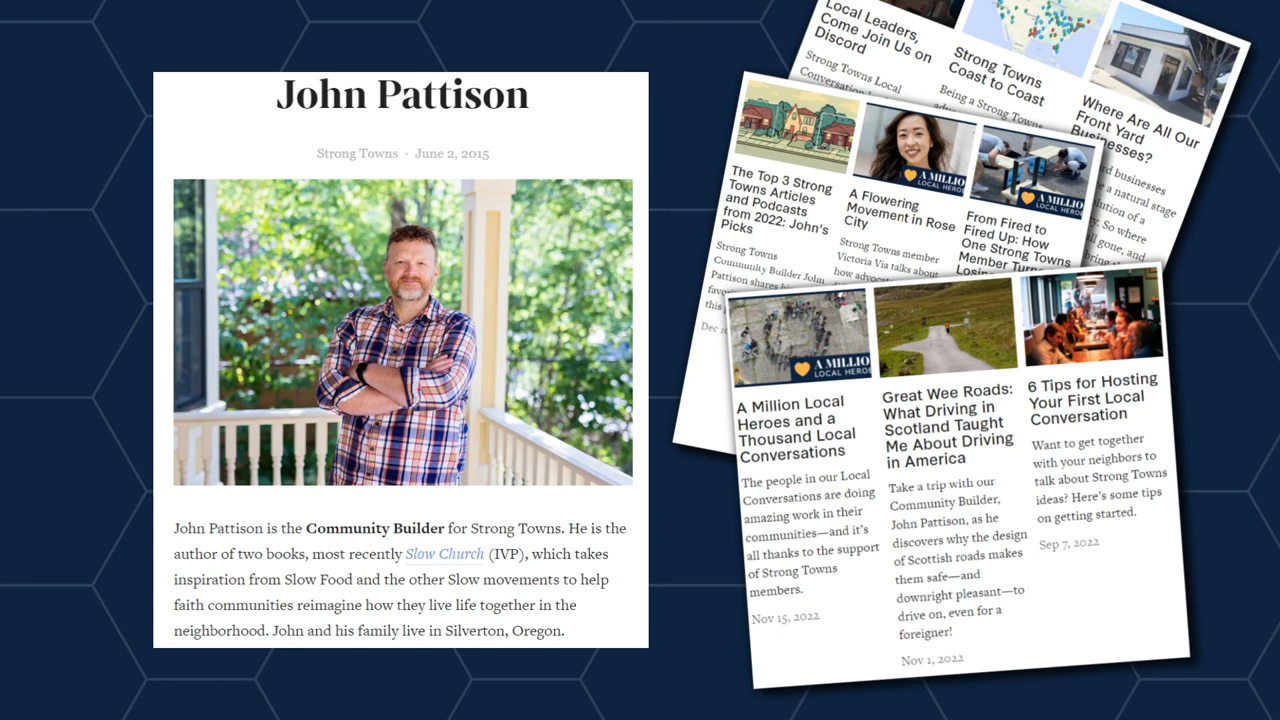 John Pattison
Strong Towns · June 2, 2015
John Pattison is the Community Builder for Strong Towns. He is the
author of two books, most recently Slow Church (IVP), which takes
inspiration from Slow Food and the other Slow movements to help
faith communities reimagine how they live life together in the
neighborhood. John and his family live in Silverton, Oregon.
Local Leaders,
Come Join Us on
Discord
Strong Towns Local
Strong Towns
Coast to Coast
Being a Strong Towns
Where Are All Our
Front Yard
Businesses?
businesses
a natural stage
of a
So where
gone, and
The Top 3 Strong
Towns Articles
and Podcasts
from 2022: John's
Picks
Strong Towns
Community Builder John
Pattison shares
this
Dec
A MILLIO
LOCAL HERO
A Flowering
Movement in Rose
City
Strong Towns member
Victoria Via talks about
how
A MILLIO
LOCAL HERO
From Fired to
Fired Up: How
One Strong Towns
Member
A MILLIO
LOCAL HERO
A Million Local
Heroes and a
Thousand Local
Conversations
The people in our Local
Conversations are doing
amazing work in their
communities—and it's
all thanks to the support
of Strong Towns
members.
Nov 15, 2022
Great Wee Roads:
What Driving in
Scotland Taught
Me About Driving
in America
Take a trip with our
Community Builder,
John Pattison, as he
discovers why the design
of Scottish roads makes
them safe—and
downright pleasant—to
drive on, even for a
foreigner!
Nov 1, 2022
6 Tips for Hosting
Your First Local
Conversation
Want to get together
with your neighbors to
talk about Strong Towns
ideas? Here's some tips
on getting started.
Sep 7, 2022